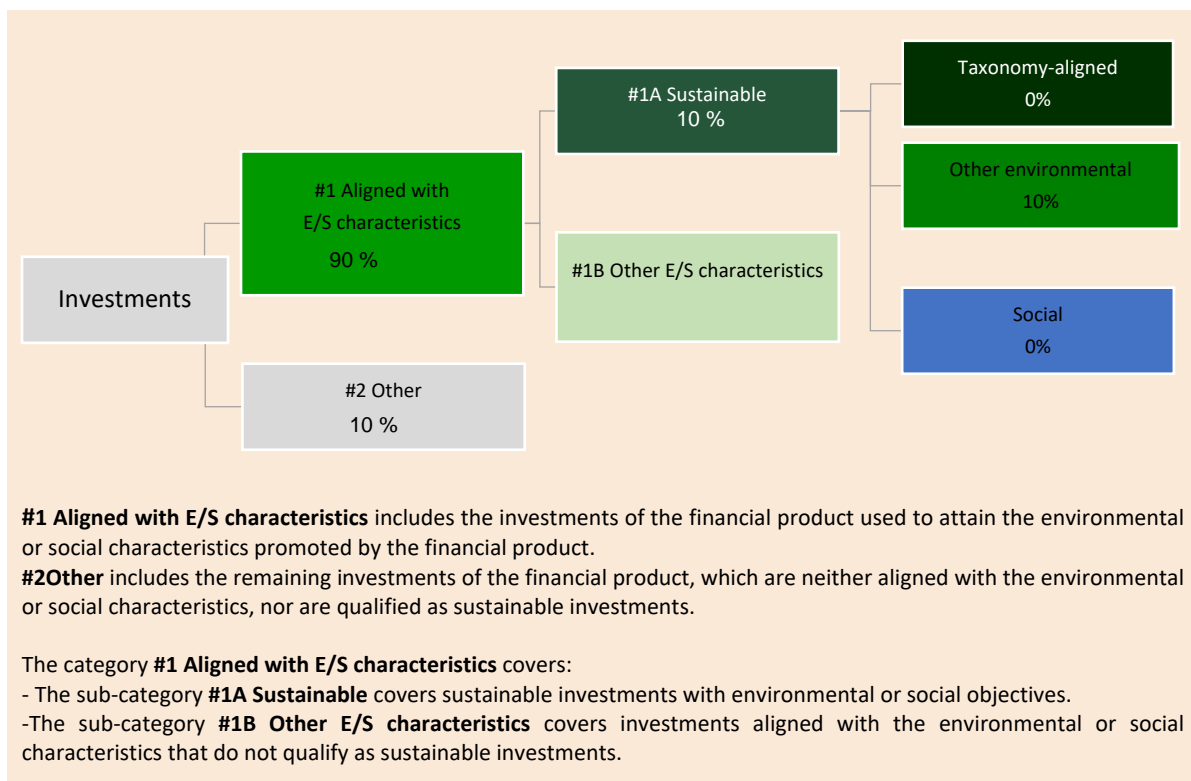 Investments
#1 Aligned with
E/S characteristics
90 %
#2 Other
10 %
#1A Sustainable
10 %
#1B Other E/S characteristics
Taxonomy-aligned
0%
Other environmental
10%
Social
0%
#1 Aligned with E/S characteristics includes the investments of the financial product used to attain the environmental
or social characteristics promoted by the financial product.
#2Other includes the remaining investments of the financial product, which are neither aligned with the environmental
or social characteristics, nor are qualified as sustainable investments.
The category #1 Aligned with E/S characteristics covers:
- The sub-category #1A Sustainable covers sustainable investments with environmental or social objectives.
-The sub-category #1B Other E/S characteristics covers investments aligned with the environmental or social
characteristics that do not qualify as sustainable investments.